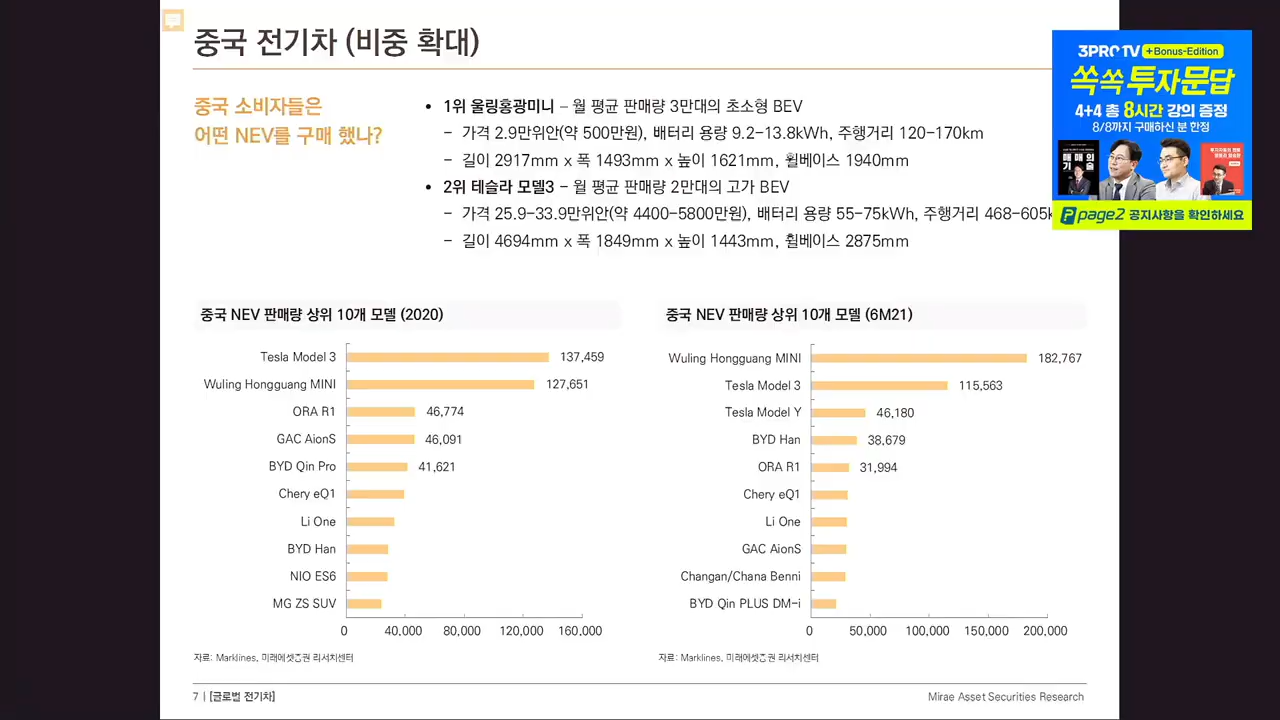 중국 전기차 (비중 확대)
중국 소비자들은
어떤 NEV를 구매 했나?
• 1위 울링홍광미니 – 월 평균 판매량 3만대의 초소형 BEV
– 가격 2.9만위안(약 500만원), 배터리 용량 9.2-13.8kWh, 주행거리 120-170km
– 길이 2917mm x 폭 1493mm x 높이 1621mm, 휠베이스 1940mm
• 2위 테슬라 모델3 – 월 평균 판매량 2만대의 고가 BEV
– 가격 25.9-33.9만위안(약 4400-5800만원), 배터리 용량 55-75kWh, 주행거리 468-605k
– 길이 4694mm x 폭 1849mm x 높이 1443mm, 휠베이스 2875mm
3PRO TV +Bonus-Edition
쏙쏙 투자문답
4+4 총 8시간 강의 증정
8/8까지 구매하신 분 한정
매매의
기술
page2 공지사항을 확인하세요
중국 NEV 판매량 상위 10개 모델 (2020)
Tesla Model 3 137,459
Wuling Hongguang MINI 127,651
ORA R1 46,774
GAC AionS 46,091
BYD Qin Pro 41,621
Chery eQ1
Li One
BYD Han
NIO ES6
MG ZS SUV
0 40,000 80,000 120,000 160,000
자료: Marklines, 미래에셋증권 리서치센터
중국 NEV 판매량 상위 10개 모델 (6M21)
Wuling Hongguang MINI 182,767
Tesla Model 3 115,563
Tesla Model Y 46,180
BYD Han 38,679
ORA R1 31,994
Chery eQ1
Li One
GAC AionS
Changan/Chana Benni
BYD Qin PLUS DM-i
0 50,000 100,000 150,000 200,000
자료: Marklines, 미래에셋증권 리서치센터
7 | [글로벌 전기차]
Mirae Asset Securities Research